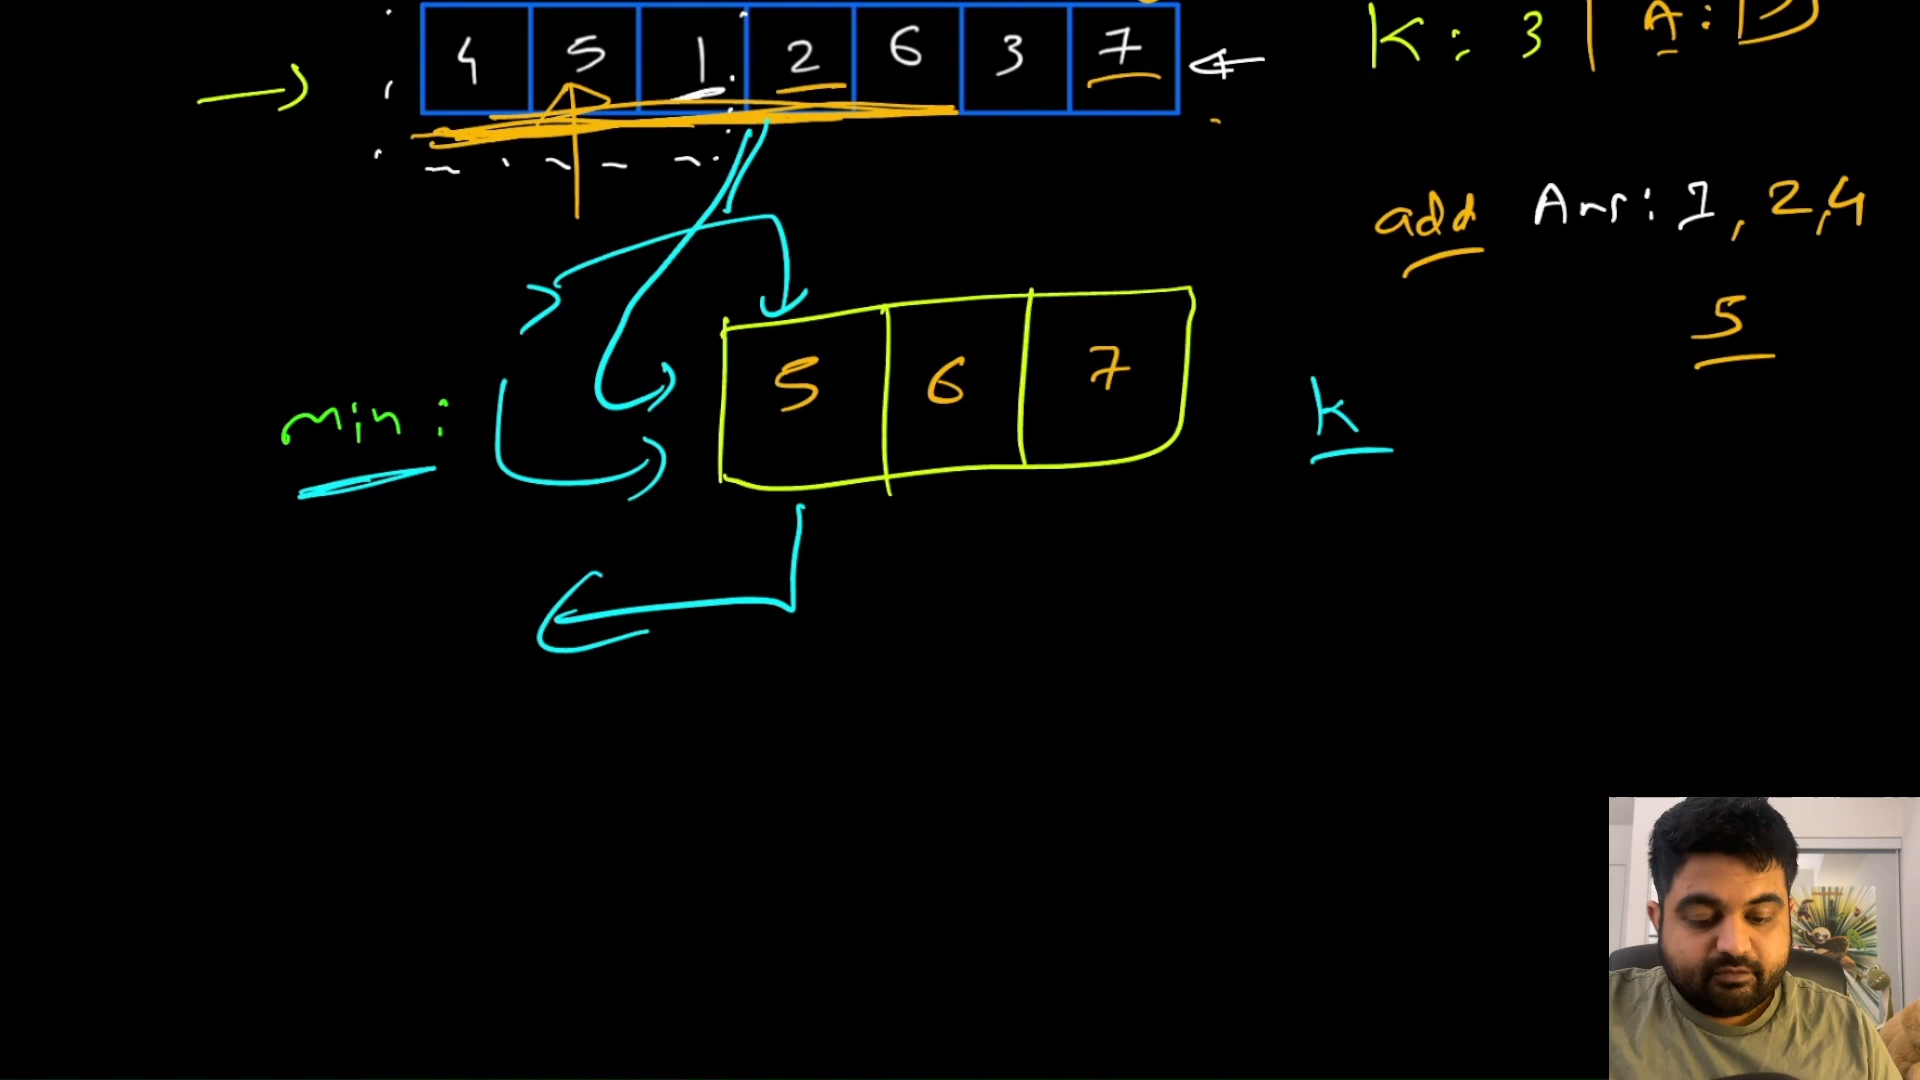 4 5 1 2 6 3 7
K: 3 | A:
add Ans: 1, 2, 4
5
min: 5 6 7 k